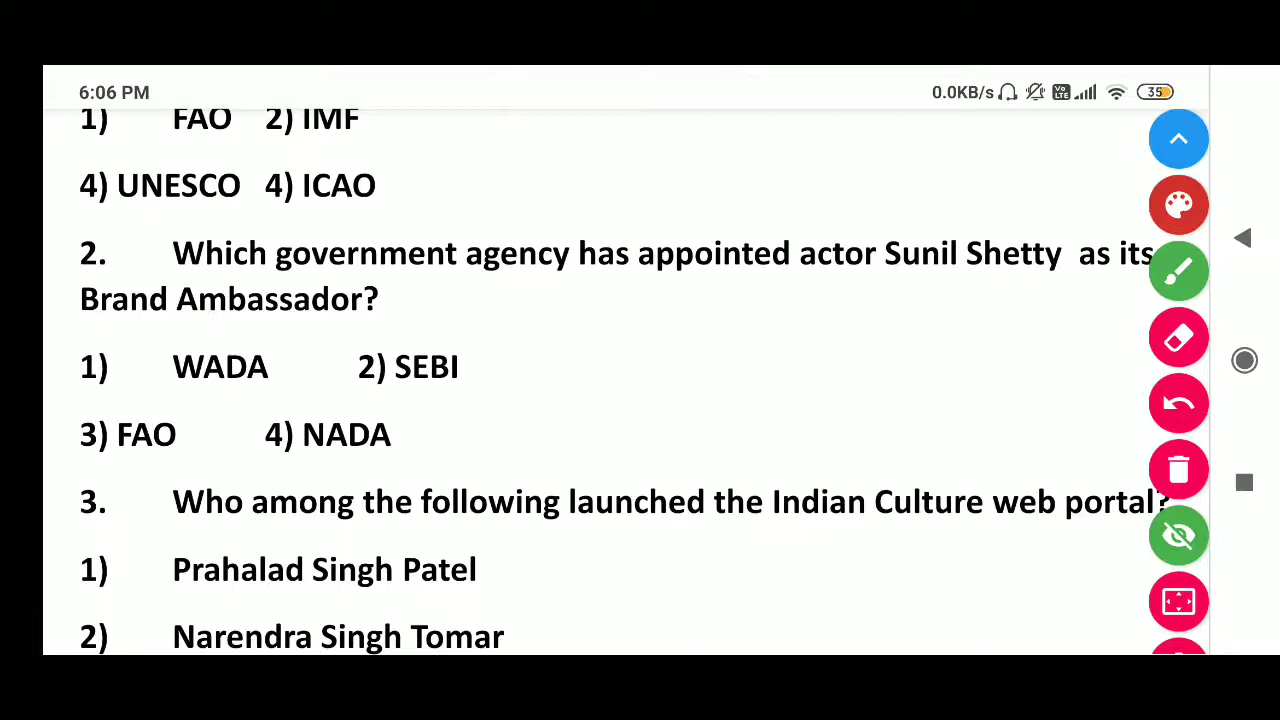 6:06 PM 0.0KB/s Vo LTE 35
1) FAO 2) IMF
4) UNESCO 4) ICAO
2. Which government agency has appointed actor Sunil Shetty as its
Brand Ambassador?
1) WADA 2) SEBI
3) FAO 4) NADA
3. Who among the following launched the Indian Culture web portal?
1) Prahalad Singh Patel
2) Narendra Singh Tomar